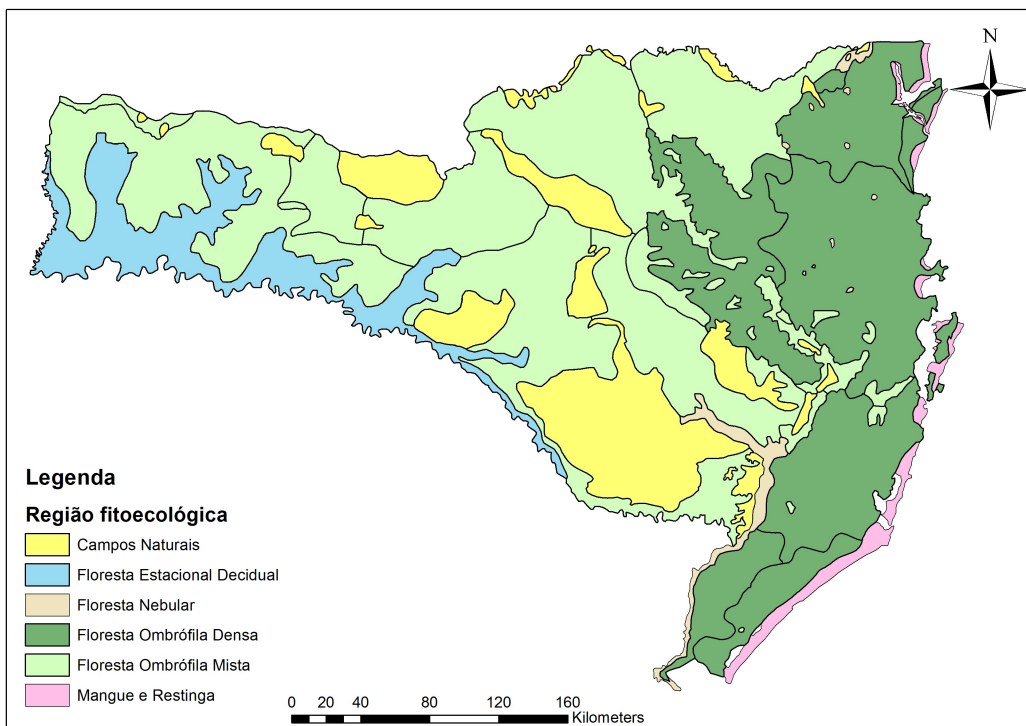 N
Legenda
Região fitoecológica
Campos Naturais
Floresta Estacional Decidual
Floresta Nebular
Floresta Ombrófila Densa
Floresta Ombrófila Mista
Mangue e Restinga
0 10 20 40 80 120 160
Kilometers